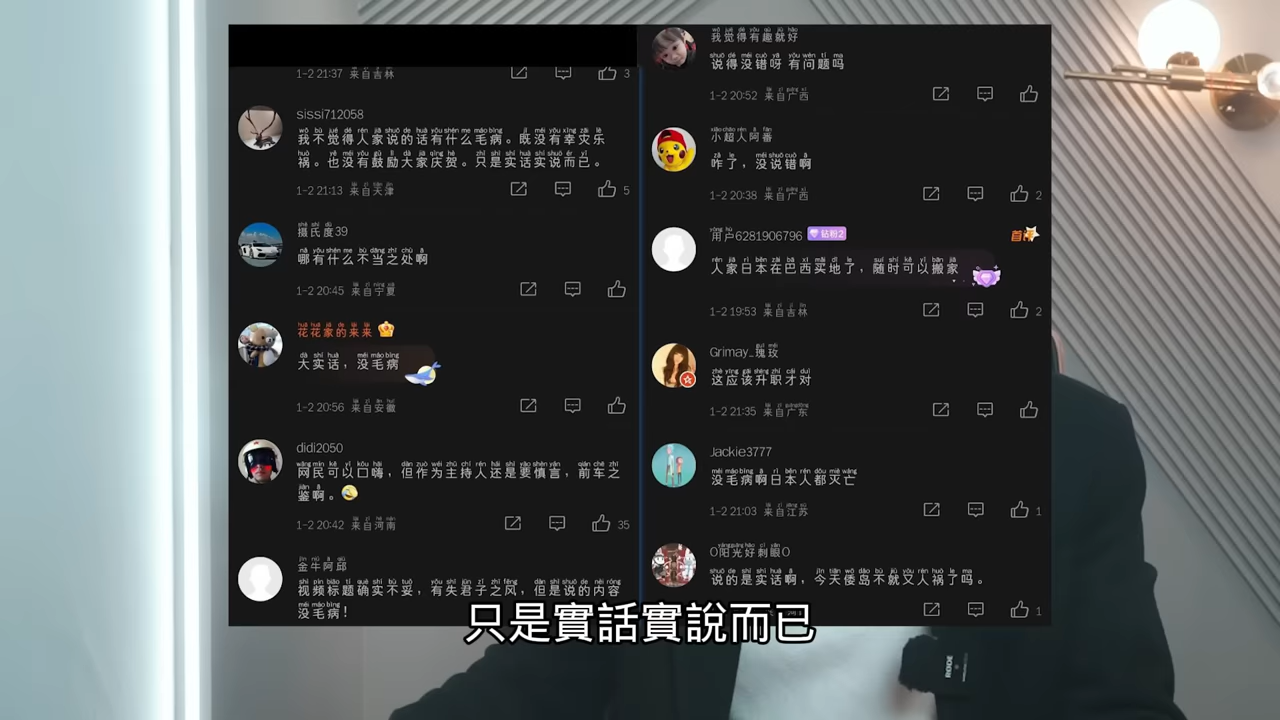 1-2 21:37 来自吉林
3
sissi712058
我不觉得人家说的话有什么毛病。既没有幸灾乐
祸。也没有鼓励大家庆贺。只是实话实说而已。
1-2 21:13 来自天津
5
摄氏度39
哪有什么不当之处啊
1-2 20:45 来自宁夏
花花家的来来
大实话，没毛病
1-2 20:56 来自安徽
didi2050
网民可以口嗨，但作为主持人还是要慎言，前车之
鉴啊。
1-2 20:42 来自河南
35
金牛阿邱
视频标题确实不妥，有失君子之风，但是说的内容
没毛病！
我觉得有趣就好
说得没错呀 有问题吗
1-2 20:52 来自广西
小超人阿番
咋了，没说错啊
1-2 20:38 来自广西
2
用户6281906796 钻粉2
人家日本在巴西买地了，随时可以搬家
1-2 19:53 来自吉林
2
Grimay_瑰玫
这应该升职才对
1-2 21:35 来自广东
Jackie3777
没毛病啊日本人都灭亡
1-2 21:03 来自江苏
1
O阳光好刺眼O
说的是实话啊，今天倭岛不就又人祸了吗。
1
只是實話實說而已
RODE